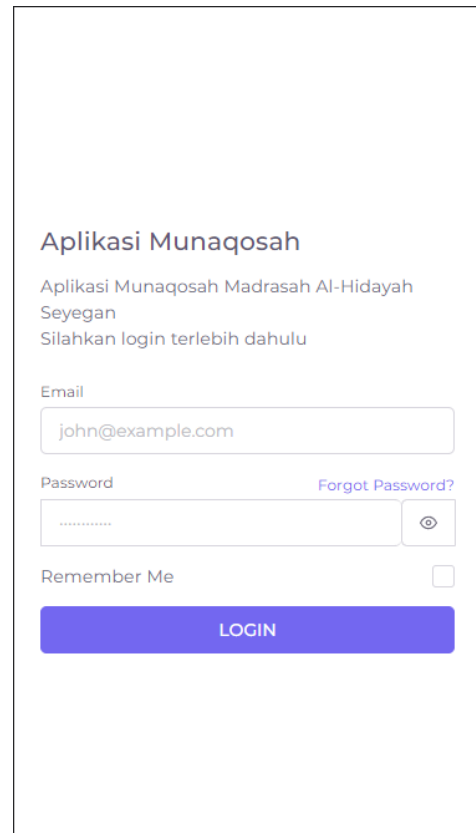 Aplikasi Munaqosah
Aplikasi Munaqosah Madrasah Al-Hidayah
Seyegan
Silahkan login terlebih dahulu
Email
john@example.com
Password Forgot Password?
············
Remember Me
LOGIN